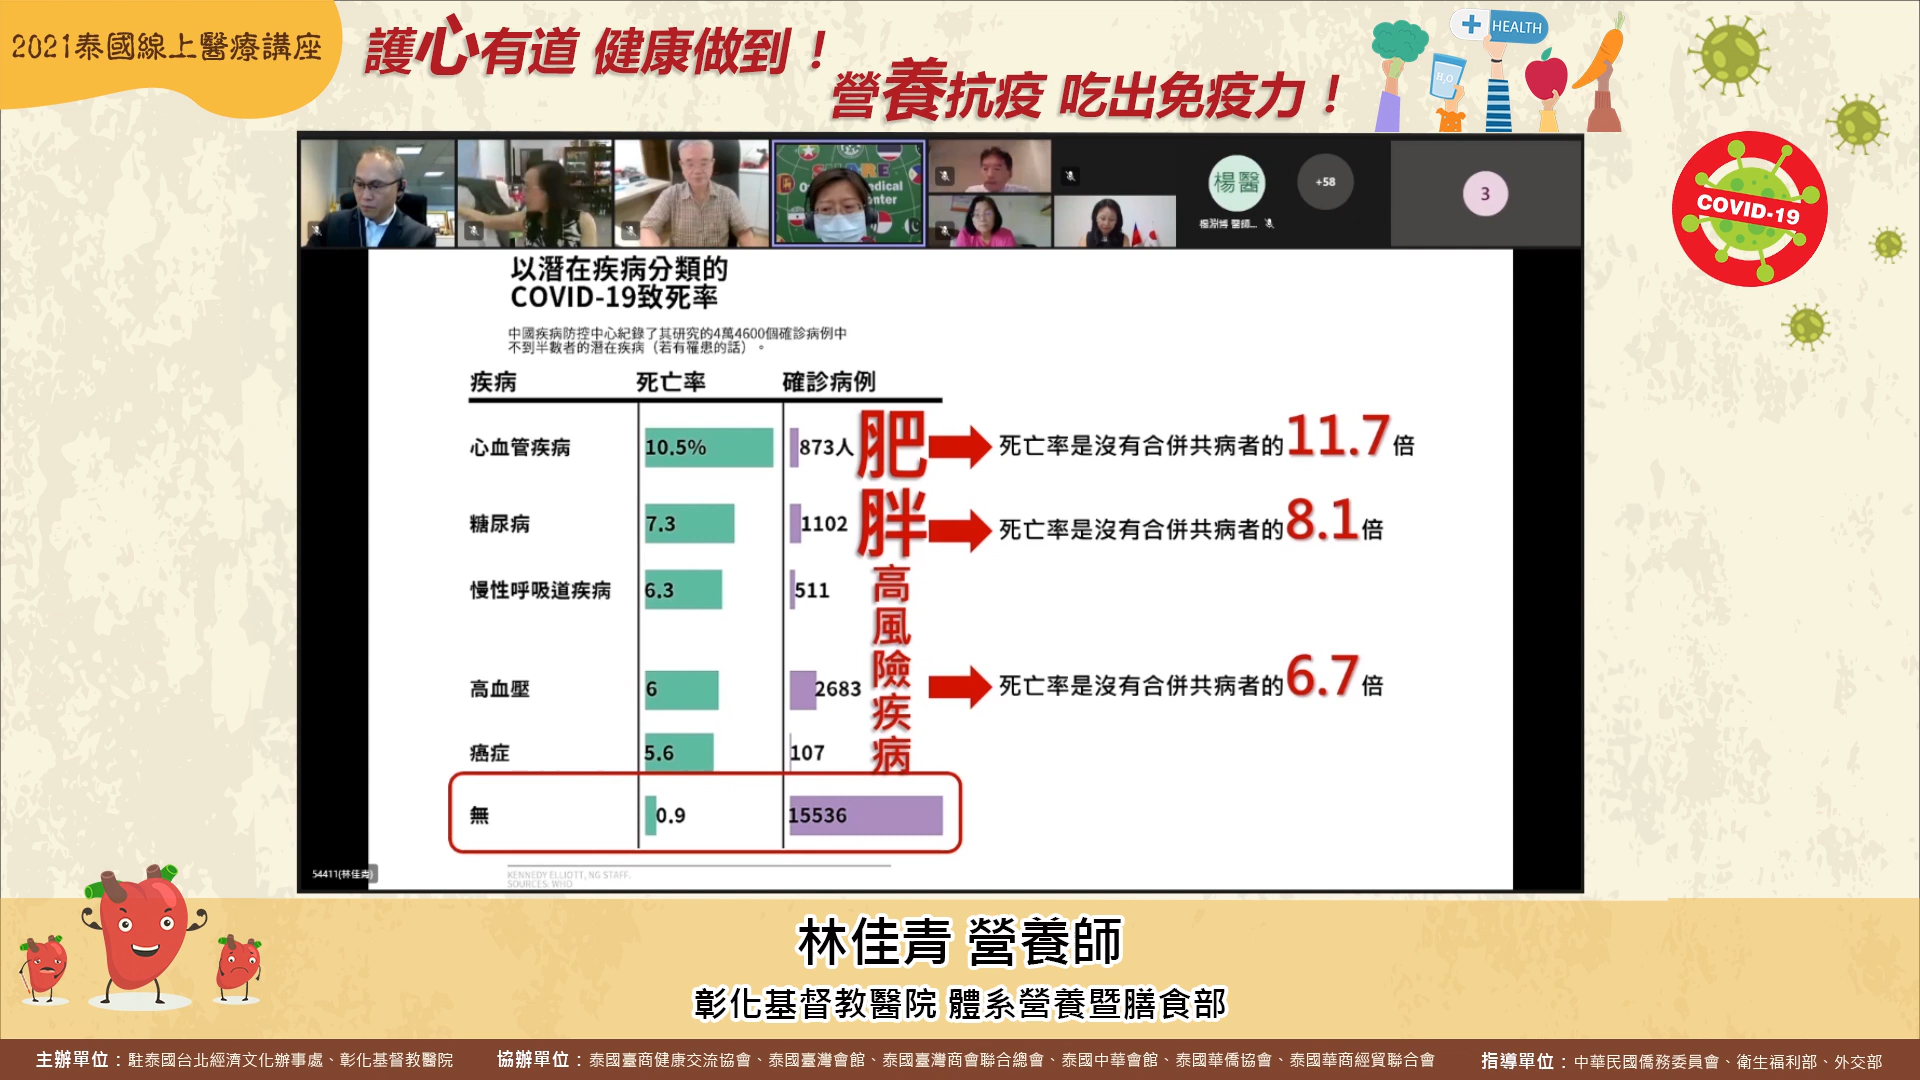 2021泰國線上醫療講座
護心有道 健康做到！
營養抗疫 吃出免疫力！
HEALTH
H₂O
COVID-19
楊醫
+58
3
楊淵博 醫師...
以潛在疾病分類的
COVID-19致死率
中國疾病防控中心紀錄了其研究的4萬4600個確診病例中
不到半數者的潛在疾病（若有罹患的話）。
疾病 死亡率 確診病例
心血管疾病 10.5% 873人
死亡率是沒有合併共病者的11.7倍
糖尿病 7.3 1102
死亡率是沒有合併共病者的8.1倍
慢性呼吸道疾病 6.3 511
高血壓 6 2683
死亡率是沒有合併共病者的6.7倍
癌症 5.6 107
無 0.9 15536
肥胖高風險疾病
KENNEDY ELLIOTT, NG STAFF.
SOURCES: WHO
54411(林佳青)
林佳青 營養師
彰化基督教醫院 體系營養暨膳食部
主辦單位：駐泰國台北經濟文化辦事處、彰化基督教醫院
協辦單位：泰國臺商健康交流協會、泰國臺灣會館、泰國臺灣商會聯合總會、泰國中華會館、泰國華僑協會、泰國華商經貿聯合會
指導單位：中華民國僑務委員會、衛生福利部、外交部